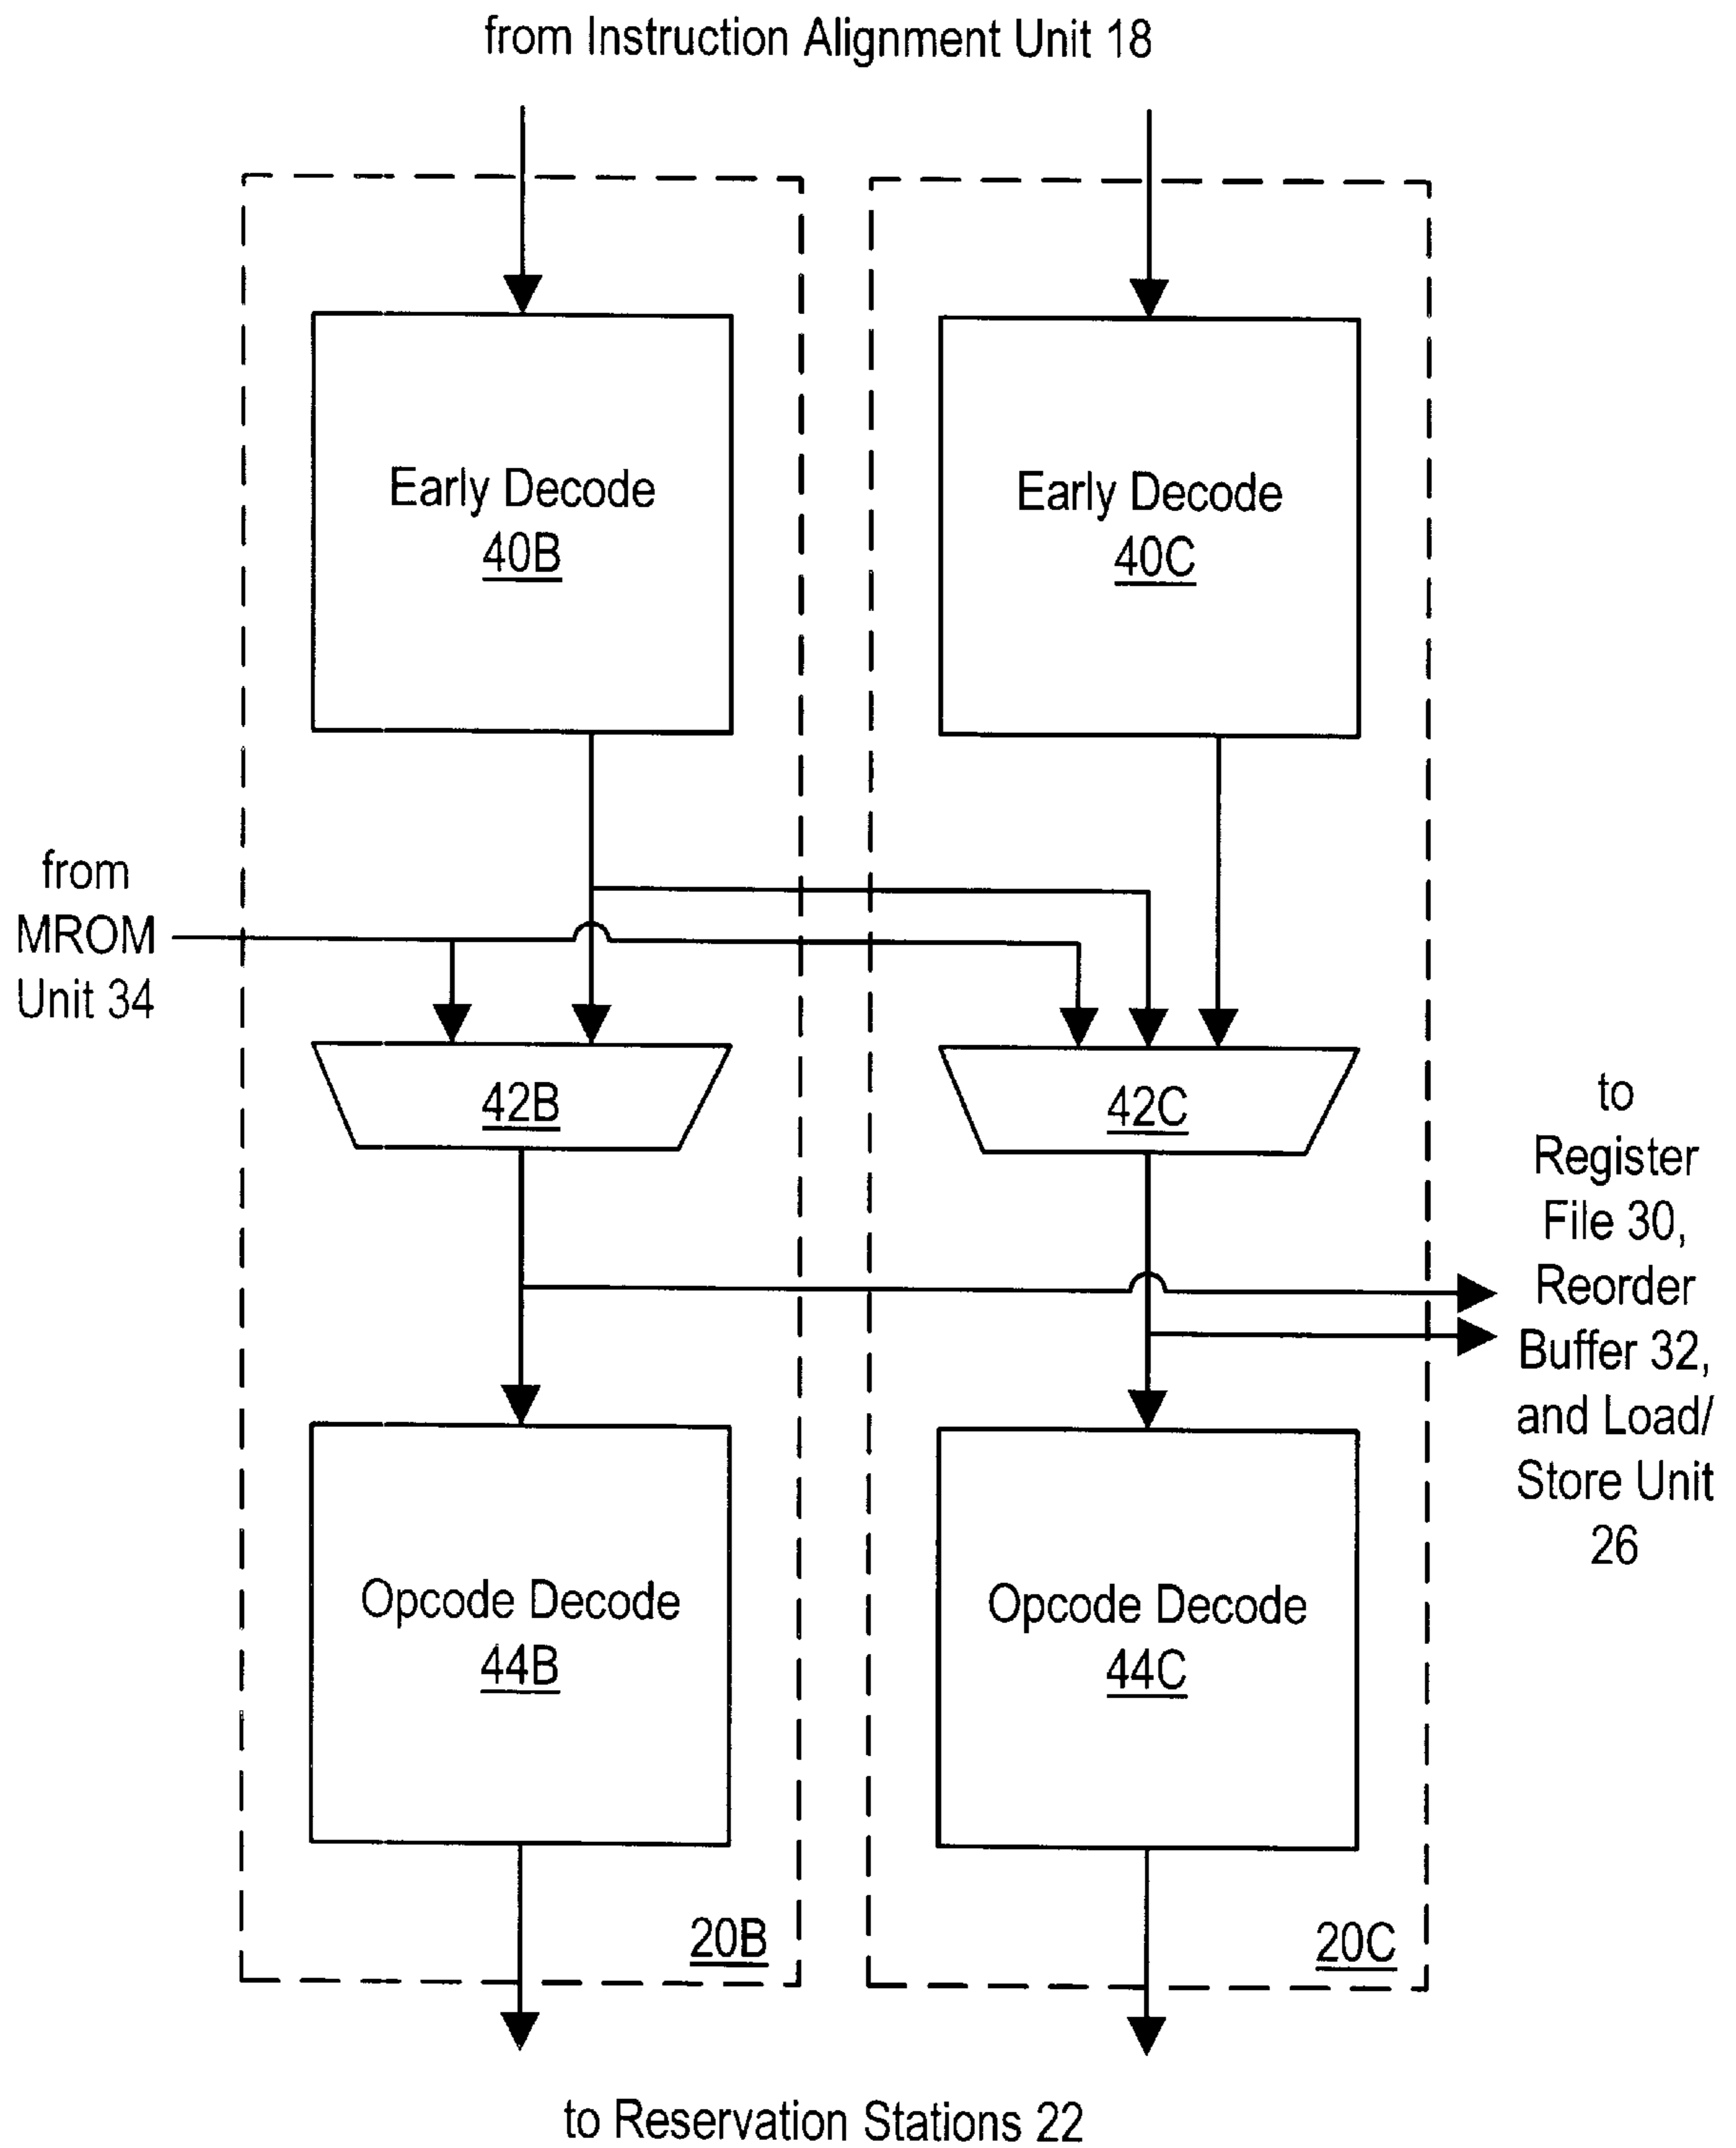 from Instruction Alignment Unit 18
Early Decode
40B
Early Decode
40C
from
MROM
Unit 34
42B
42C
to
Register
File 30,
Reorder
Buffer 32,
and Load/
Store Unit
26
Opcode Decode
44B
Opcode Decode
44C
20B
20C
to Reservation Stations 22